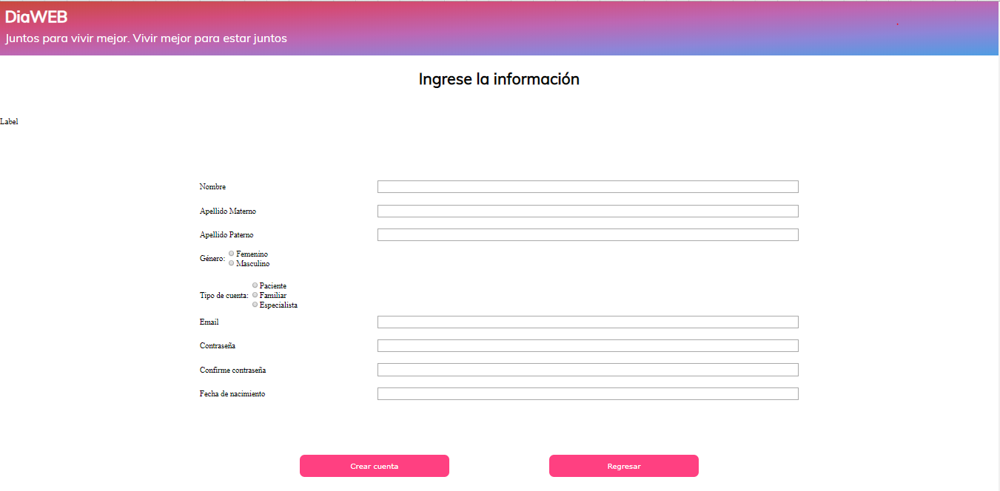 DiaWEB
Juntos para vivir mejor. Vivir mejor para estar juntos
Ingrese la información
Label
Nombre
Apellido Materno
Apellido Paterno
Género: Femenino
Masculino
Paciente
Tipo de cuenta: Familiar
Especialista
Email
Contraseña
Confirme contraseña
Fecha de nacimiento
Crear cuenta Regresar